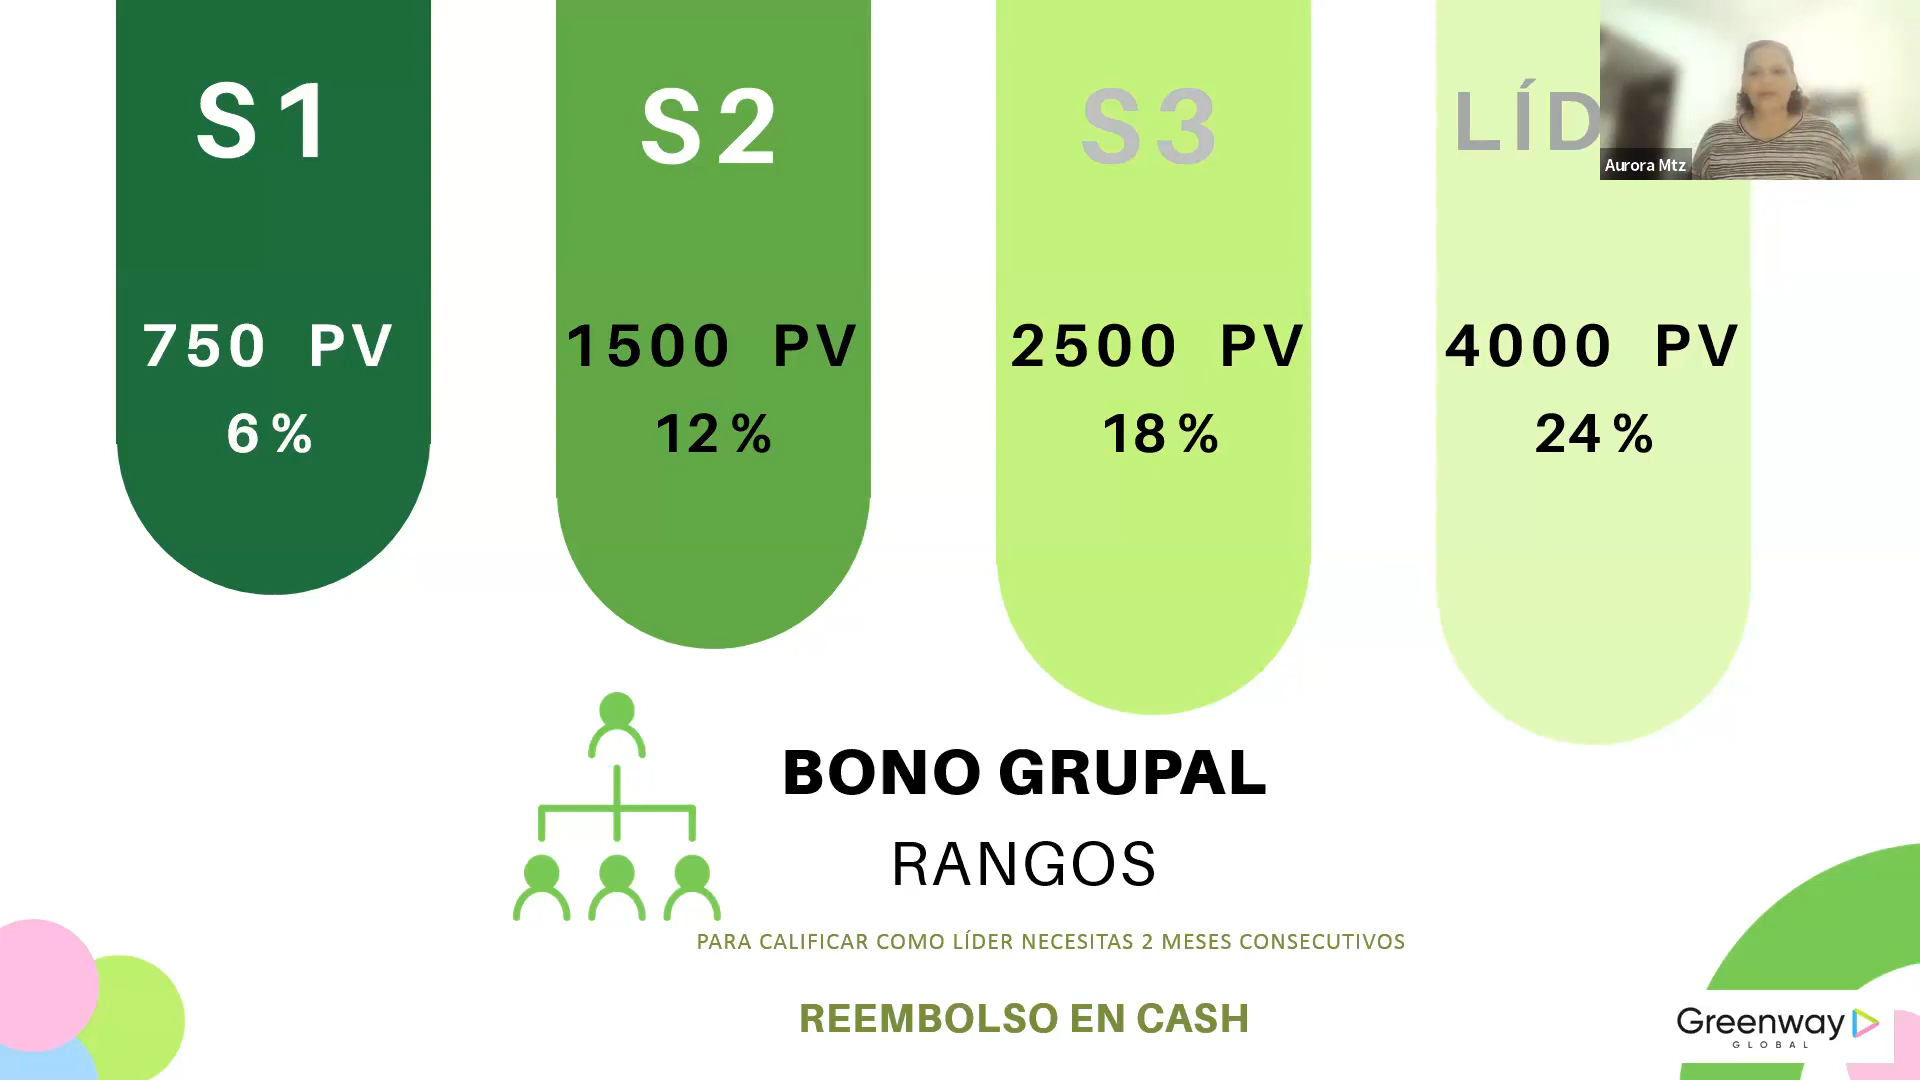 S1
S2
S3
LÍD
Aurora Mtz
750 PV
1500 PV
2500 PV
4000 PV
6%
12%
18%
24%
BONO GRUPAL
RANGOS
PARA CALIFICAR COMO LÍDER NECESITAS 2 MESES CONSECUTIVOS
REEMBOLSO EN CASH
Greenway
GLOBAL